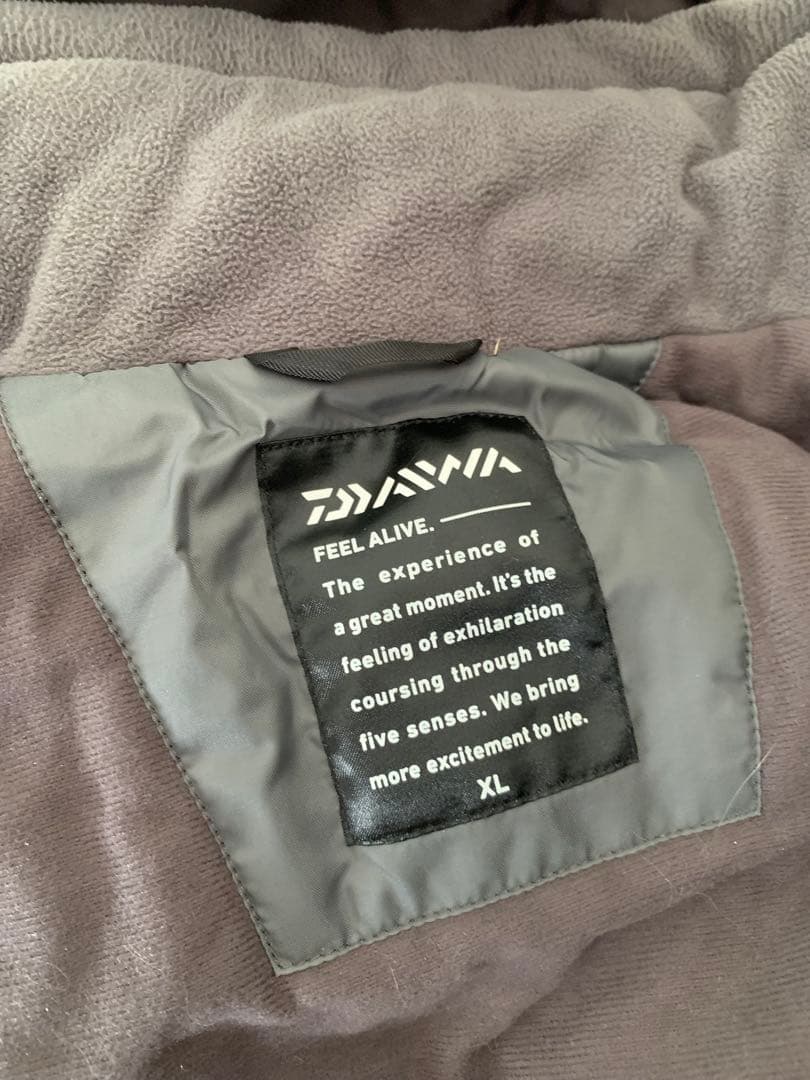 DAIWA
FEEL ALIVE.
The experience of
a great moment. It's the
feeling of exhilaration
coursing through the
five senses. We bring
more excitement to life.
XL